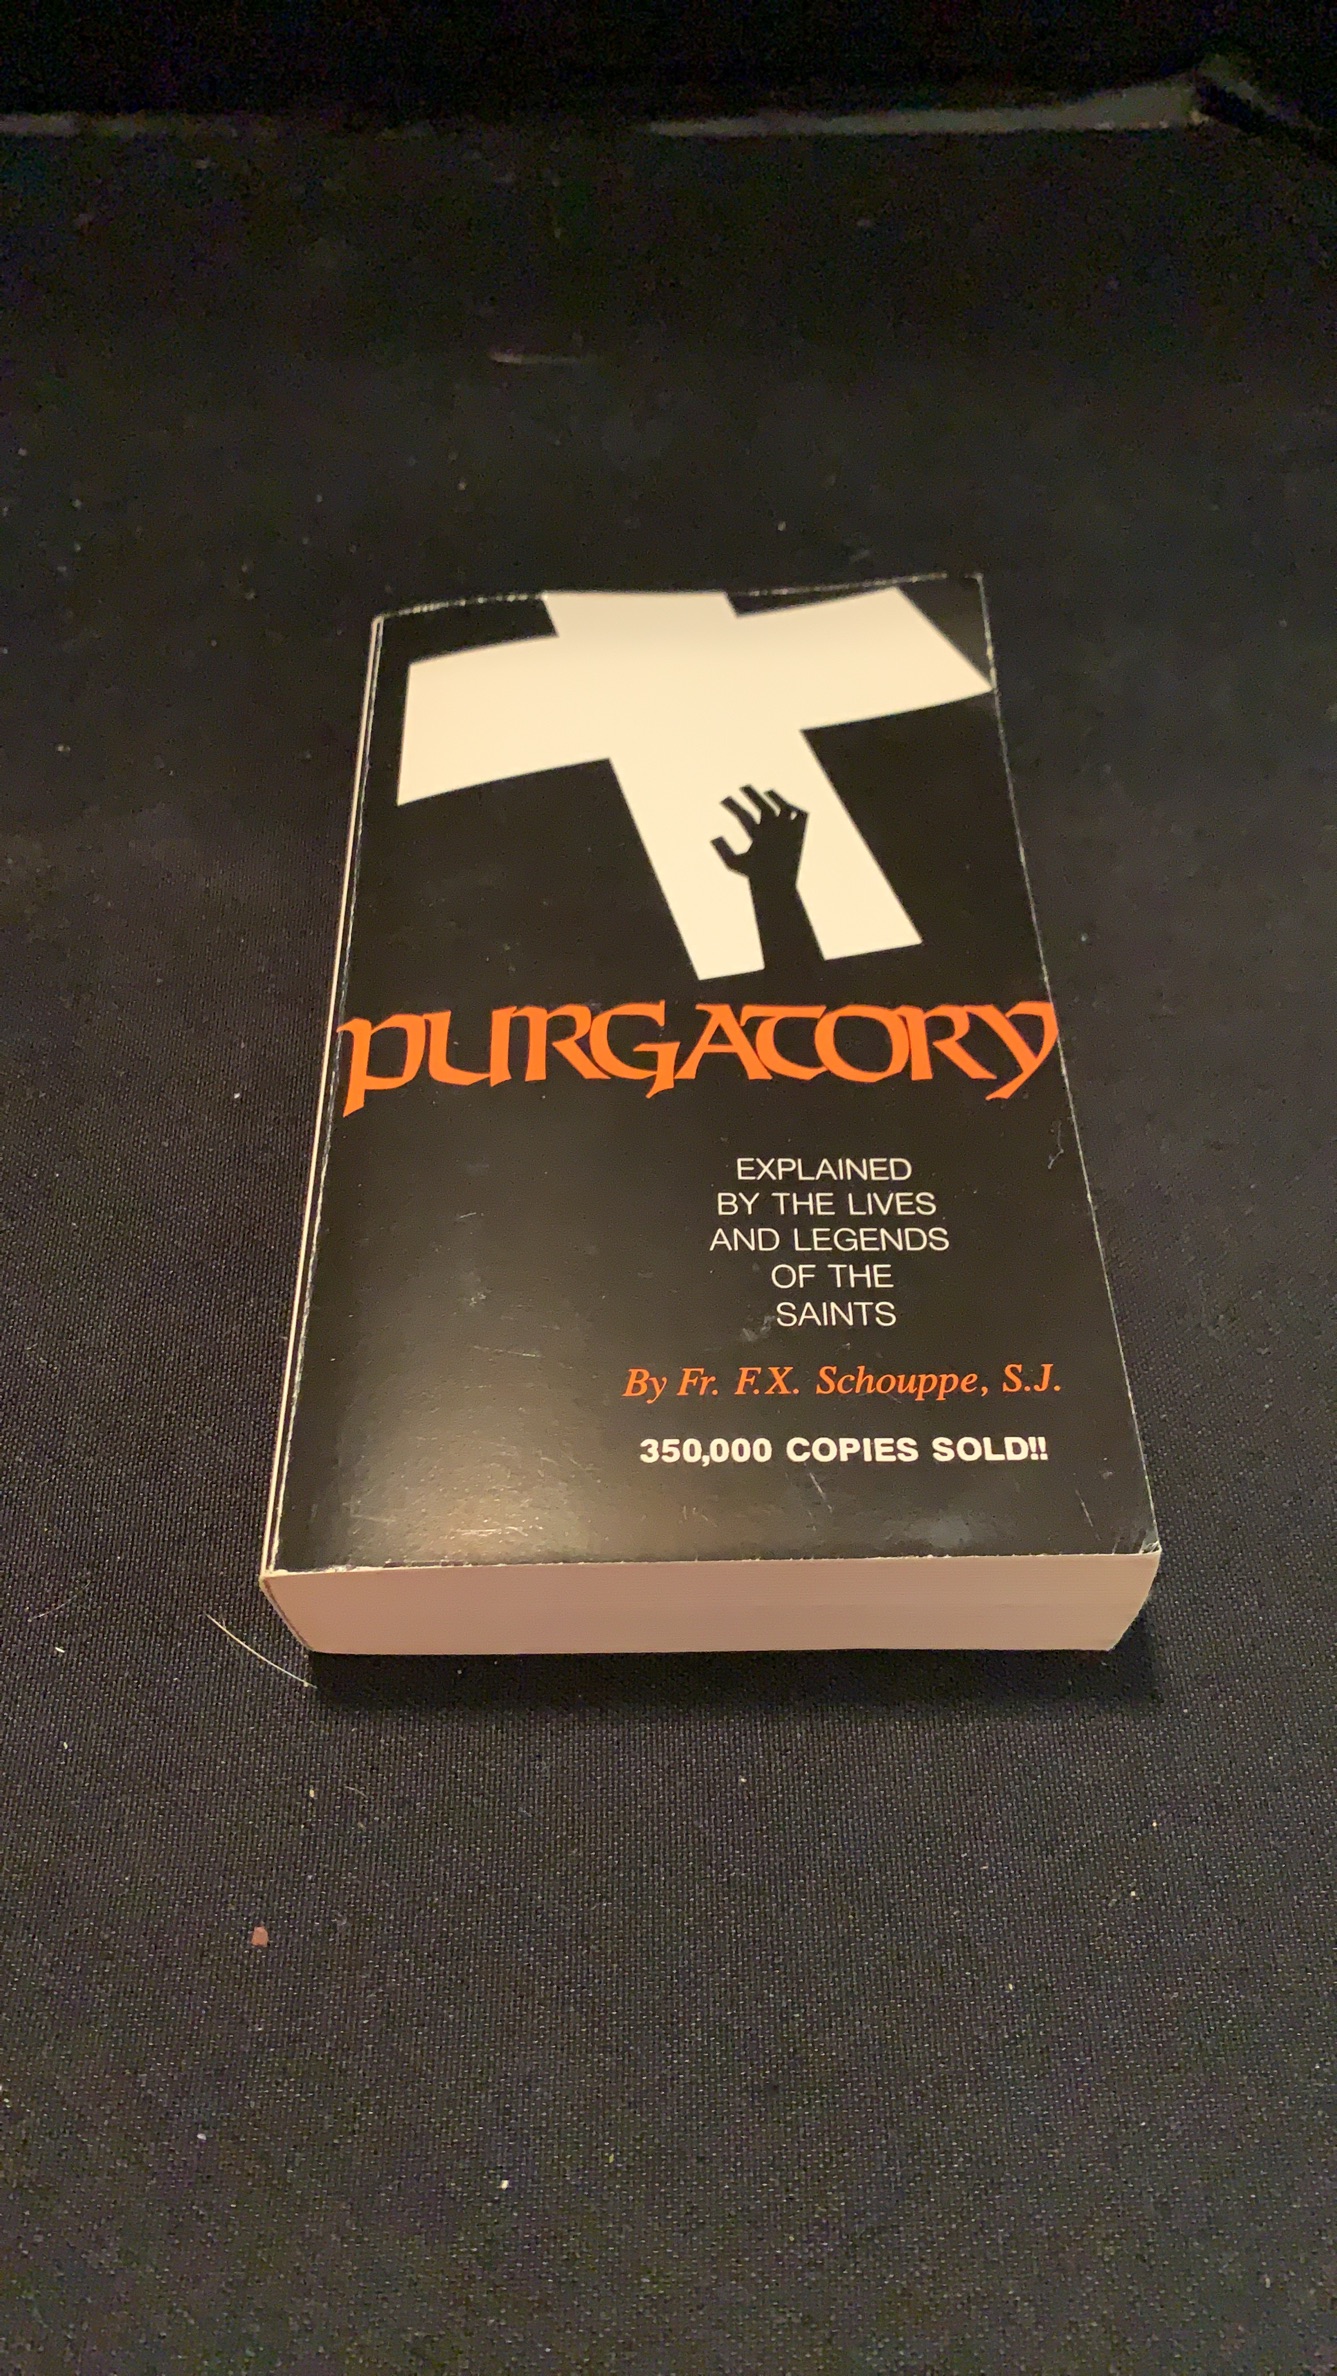 PURGATORY
EXPLAINED
BY THE LIVES
AND LEGENDS
OF THE
SAINTS
By Fr. F.X. Schouppe, S.J.
350,000 COPIES SOLD!!